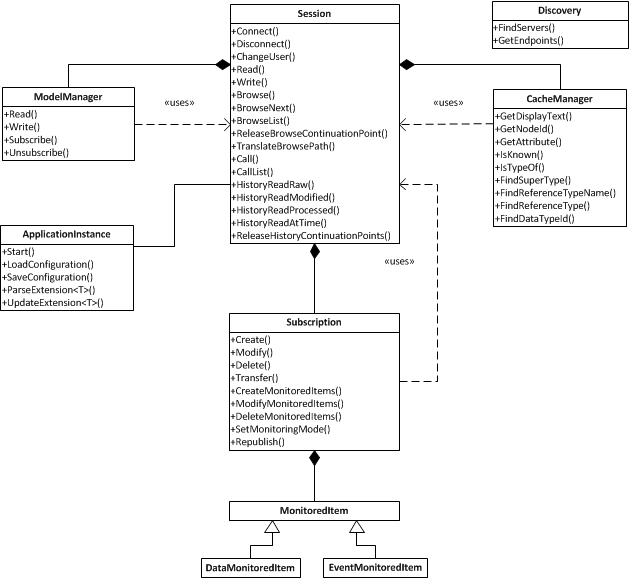 Session
+Connect()
+Disconnect()
+ChangeUser()
+Read()
+Write()
+Browse()
+BrowseNext()
+BrowseList()
+ReleaseBrowseContinuationPoint()
+TranslateBrowsePath()
+Call()
+CallList()
+HistoryReadRaw()
+HistoryReadModified()
+HistoryReadProcessed()
+HistoryReadAtTime()
+ReleaseHistoryContinuationPoints()
Discovery
+FindServers()
+GetEndpoints()
ModelManager
+Read()
+Write()
+Subscribe()
+Unsubscribe()
«uses»
«uses»
CacheManager
+GetDisplayText()
+GetNodeId()
+GetAttribute()
+IsKnown()
+IsTypeOf()
+FindSuperType()
+FindReferenceTypeName()
+FindReferenceType()
+FindDataTypeId()
ApplicationInstance
+Start()
+LoadConfiguration()
+SaveConfiguration()
+ParseExtension<T>()
+UpdateExtension<T>()
«uses»
Subscription
+Create()
+Modify()
+Delete()
+Transfer()
+CreateMonitoredItems()
+ModifyMonitoredItems()
+DeleteMonitoredItems()
+SetMonitoringMode()
+Republish()
MonitoredItem
DataMonitoredItem
EventMonitoredItem